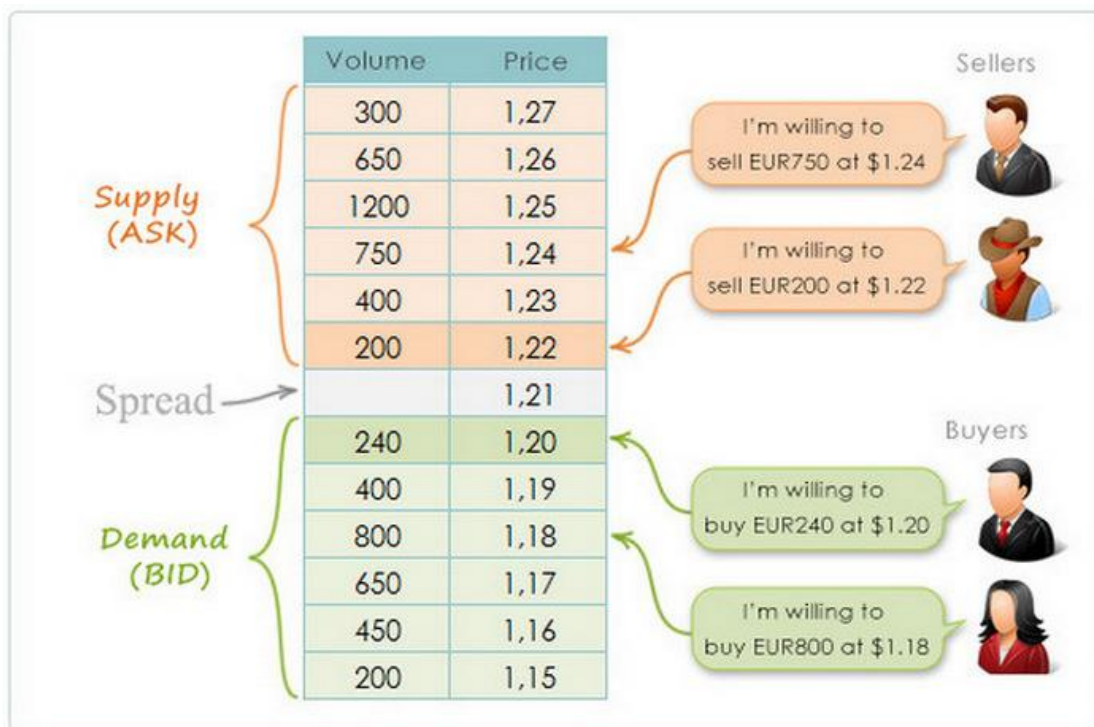 Volume Price
300 1,27
650 1,26
1200 1,25
750 1,24
400 1,23
200 1,22
1,21
240 1,20
400 1,19
800 1,18
650 1,17
450 1,16
200 1,15
Supply
(ASK)
Spread
Demand
(BID)
Sellers
I'm willing to
sell EUR750 at $1.24
I'm willing to
sell EUR200 at $1.22
Buyers
I'm willing to
buy EUR240 at $1.20
I'm willing to
buy EUR800 at $1.18